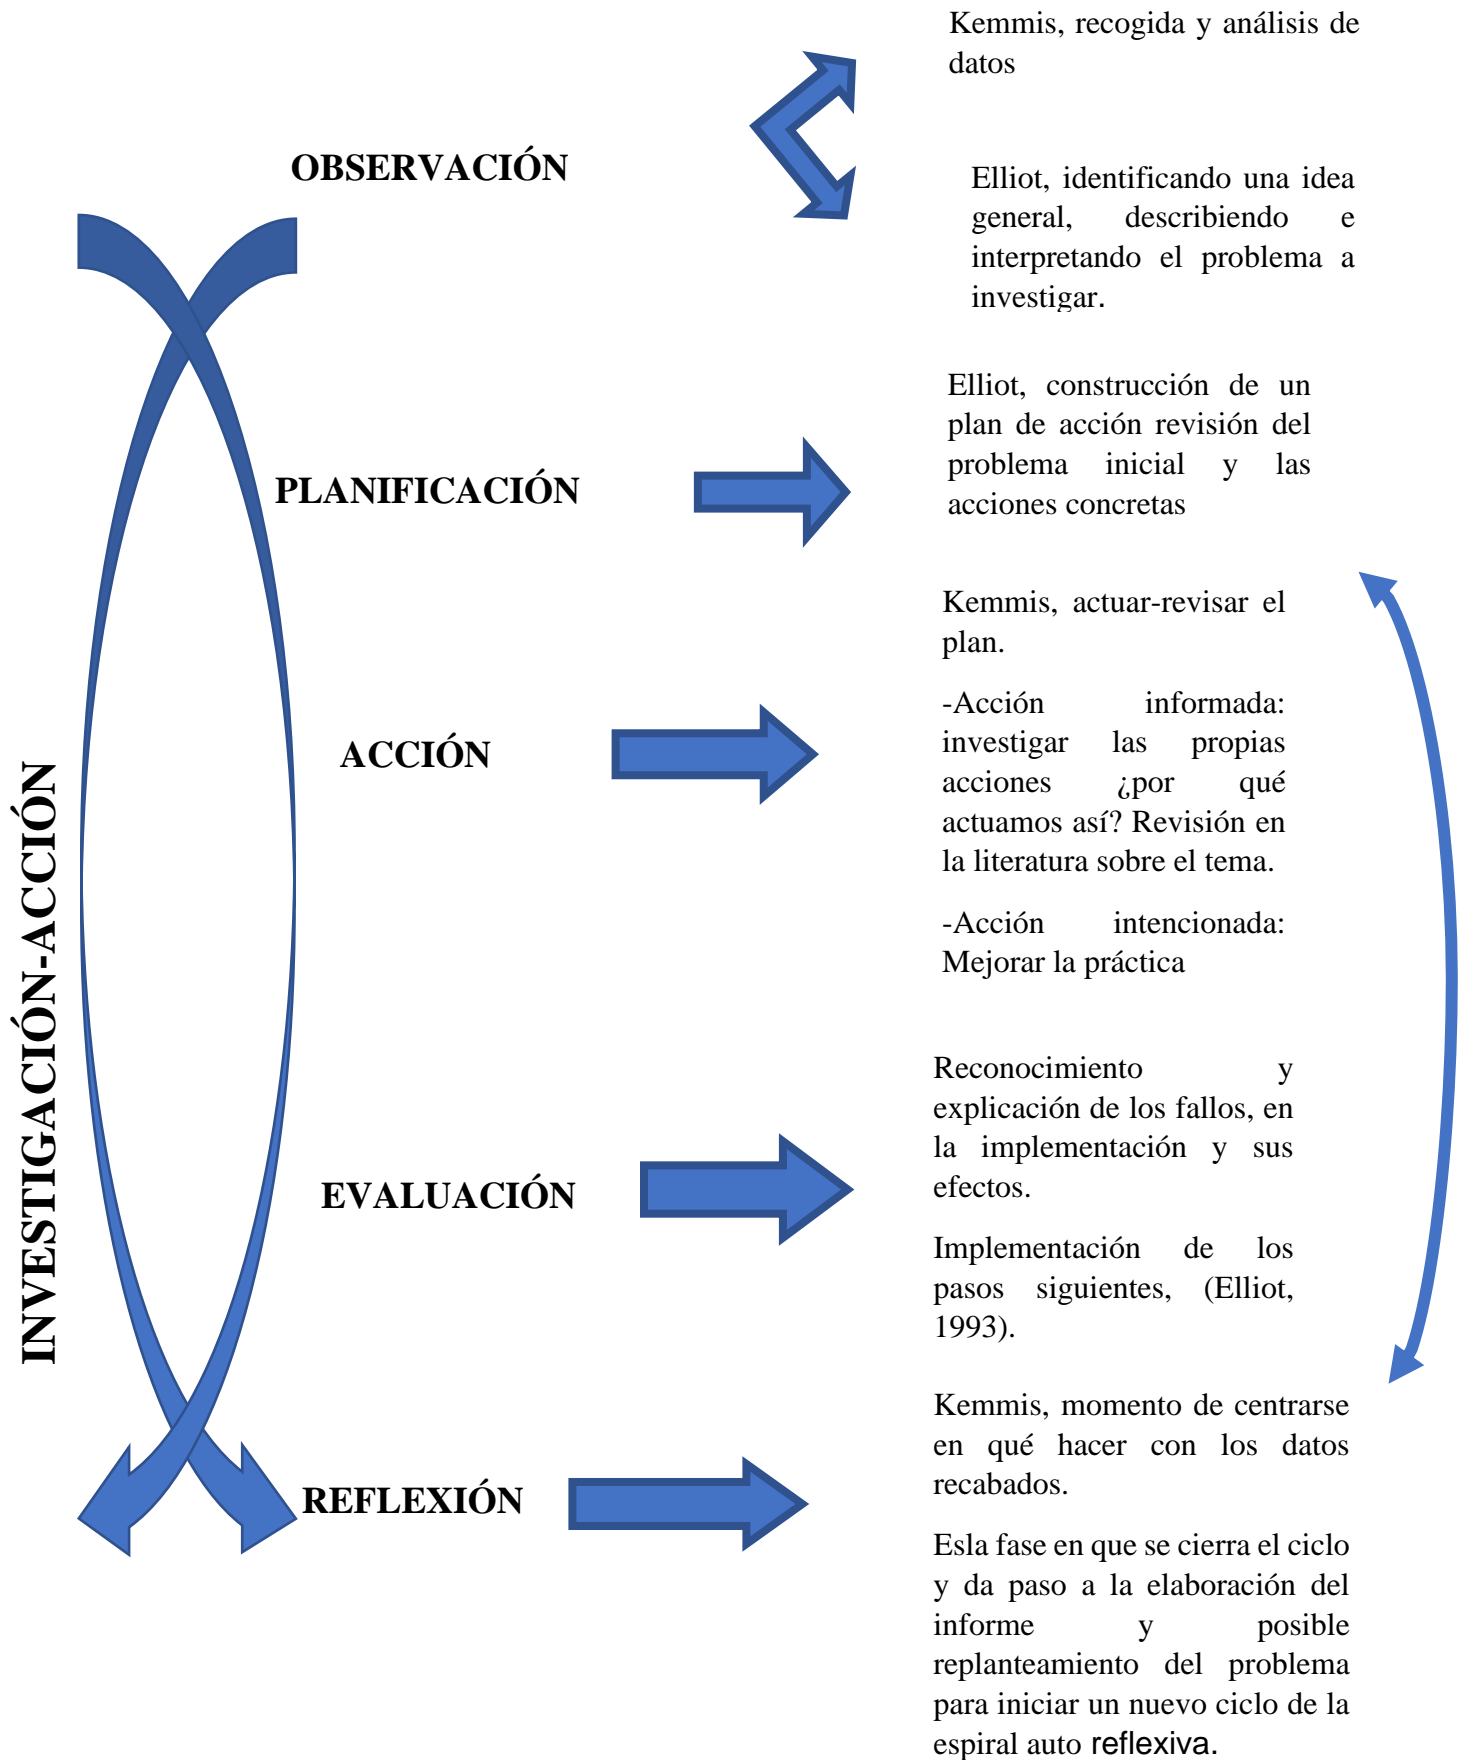 Kemmis, recogida y análisis de
datos
OBSERVACIÓN
Elliot, identificando una idea
general, describiendo e
interpretando el problema a
investigar.
Elliot, construcción de un
plan de acción revisión del
problema inicial y las
acciones concretas
PLANIFICACIÓN
Kemmis, actuar-revisar el
plan.
-Acción informada:
investigar las propias
acciones ¿por qué
actuamos así? Revisión en
la literatura sobre el tema.
-Acción intencionada:
Mejorar la práctica
ACCIÓN
INVESTIGACIÓN-ACCIÓN
Reconocimiento y
explicación de los fallos, en
la implementación y sus
efectos.
Implementación de los
pasos siguientes, (Elliot,
1993).
EVALUACIÓN
Kemmis, momento de centrarse
en qué hacer con los datos
recabados.
Esla fase en que se cierra el ciclo
y da paso a la elaboración del
informe y posible
replanteamiento del problema
para iniciar un nuevo ciclo de la
espiral auto reflexiva.
REFLEXIÓN